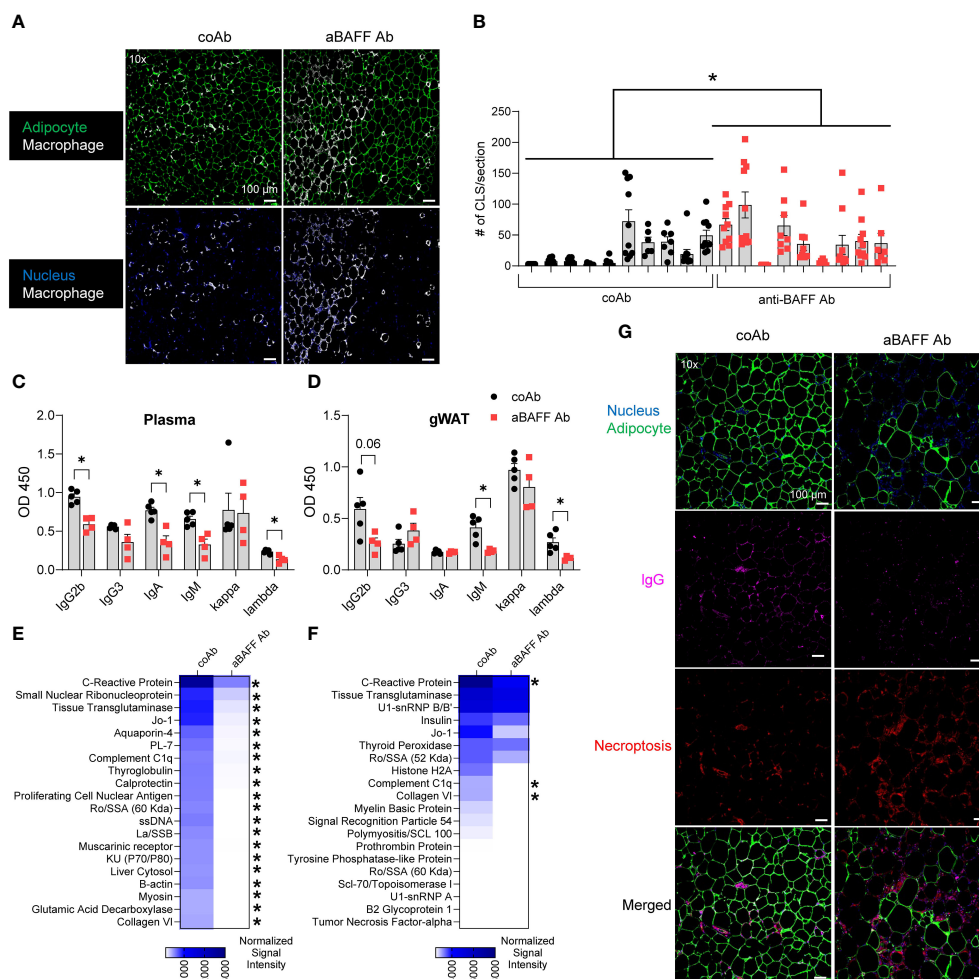 A
coAb
aBAFF Ab
10x
Adipocyte
Macrophage
100 µm
Nucleus
Macrophage
B
*
# of CLS/section
250
200
150
100
50
0
coAb
anti-BAFF Ab
C
Plasma
OD 450
2.0
1.5
1.0
0.5
0.0
*
*
*
*
IgG2b
IgG3
IgA
IgM
kappa
lambda
D
gWAT
coAb
aBAFF Ab
OD 450
1.5
1.0
0.5
0.0
0.06
*
*
IgG2b
IgG3
IgA
IgM
kappa
lambda
E
coAb
aBAFF Ab
C-Reactive Protein *
Small Nuclear Ribonucleoprotein *
Tissue Transglutaminase *
Jo-1 *
Aquaporin-4 *
PL-7 *
Complement C1q *
Thyroglobulin *
Calprotectin *
Proliferating Cell Nuclear Antigen *
Ro/SSA (60 Kda) *
ssDNA *
La/SSB *
Muscarinic receptor *
KU (P70/P80) *
Liver Cytosol *
B-actin *
Myosin *
Glutamic Acid Decarboxylase *
Collagen VI *
Normalized
Signal
Intensity
F
coAb
aBAFF Ab
C-Reactive Protein *
Tissue Transglutaminase
U1-snRNP B/B'
Insulin
Jo-1
Thyroid Peroxidase
Ro/SSA (52 Kda)
Histone H2A
Complement C1q *
Collagen VI *
Myelin Basic Protein
Signal Recognition Particle 54
Polymyositis/SCL 100
Prothrombin Protein
Tyrosine Phosphatase-like Protein
Ro/SSA (60 Kda)
Scl-70/Topoisomerase I
U1-snRNP A
B2 Glycoprotein 1
Tumor Necrosis Factor-alpha
Normalized
Signal
Intensity
G
coAb
aBAFF Ab
10x
Nucleus
Adipocyte
100 µm
IgG
Necroptosis
Merged